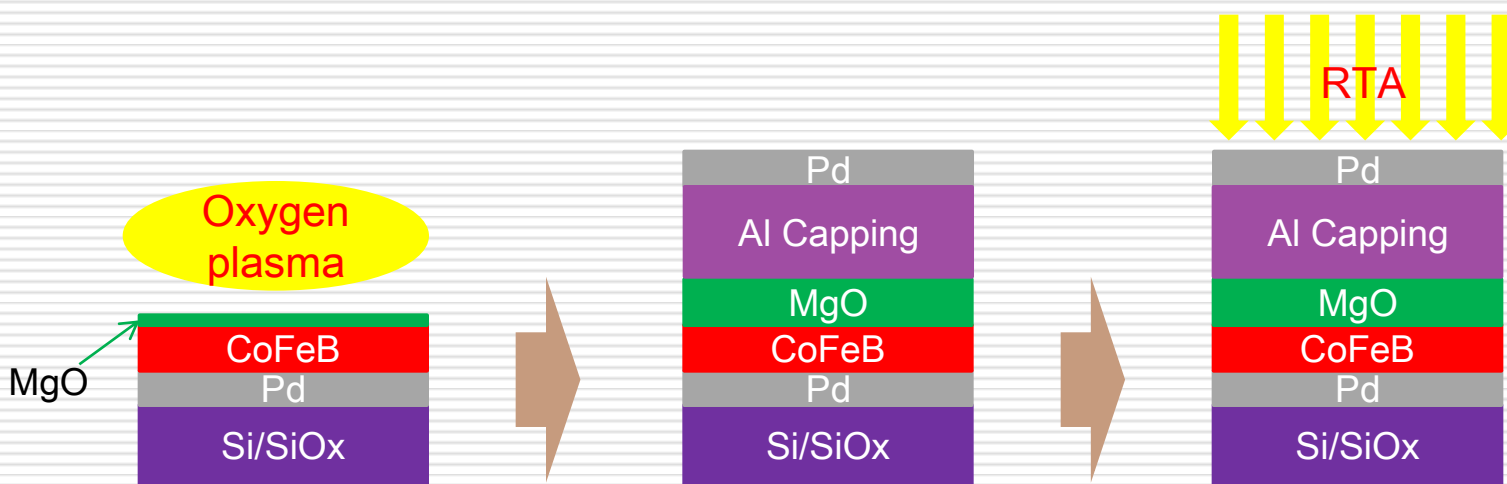 Oxygen
plasma
MgO
CoFeB
Pd
Si/SiOx
Pd
Al Capping
MgO
CoFeB
Pd
Si/SiOx
RTA
Pd
Al Capping
MgO
CoFeB
Pd
Si/SiOx